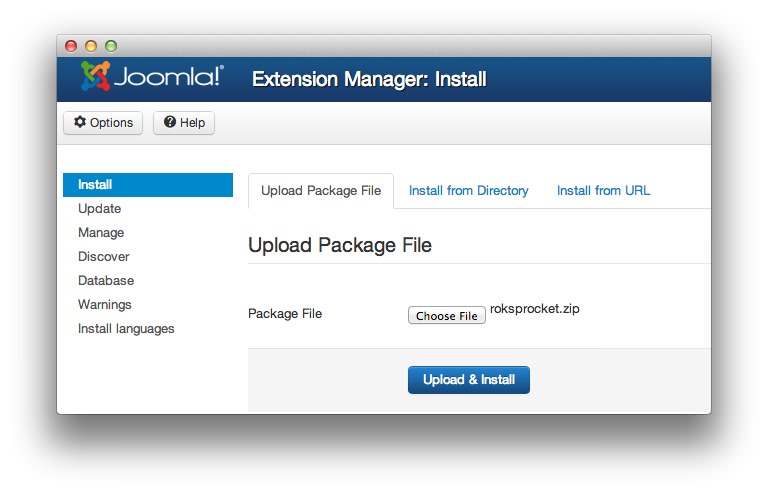 Joomla!®
Extension Manager: Install
Options
Help
Install
Update
Manage
Discover
Database
Warnings
Install languages
Upload Package File
Install from Directory
Install from URL
Upload Package File
Package File
Choose File
roksprocket.zip
Upload & Install